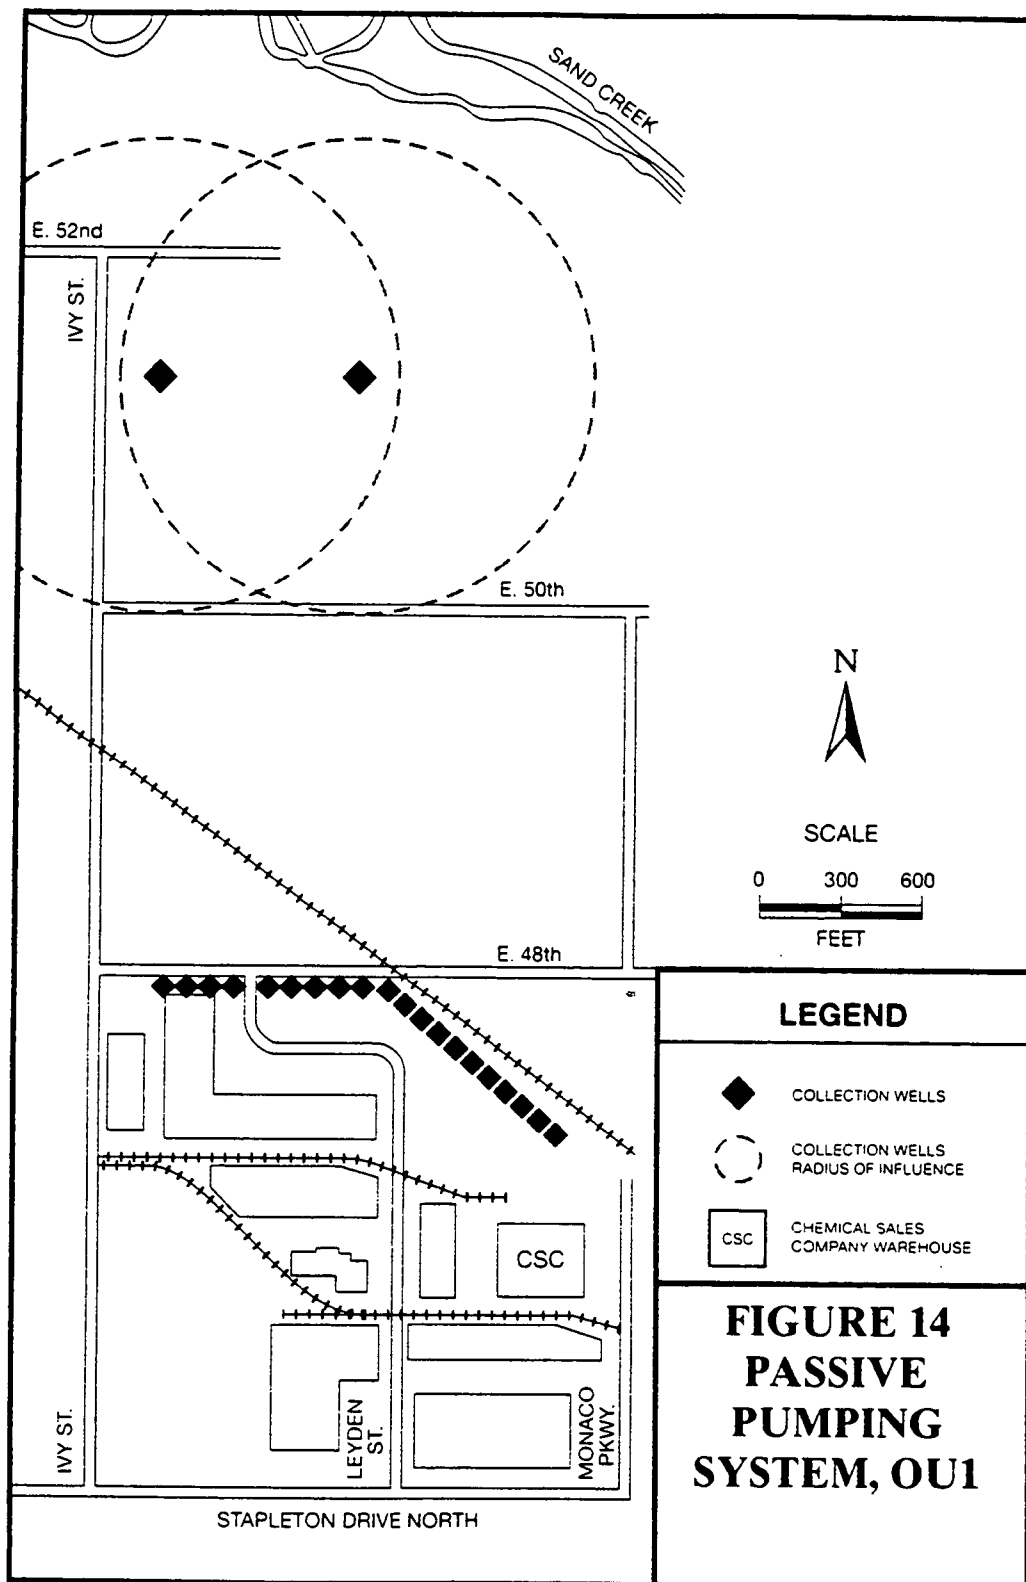 SAND CREEK
E. 52nd
IVY ST.
E. 50th
N
SCALE
0 300 600
FEET
E. 48th
LEGEND
COLLECTION WELLS
COLLECTION WELLS
RADIUS OF INFLUENCE
CSC
CHEMICAL SALES
COMPANY WAREHOUSE
CSC
FIGURE 14
PASSIVE
PUMPING
SYSTEM, OU1
IVY ST.
LEYDEN
ST.
MONACO
PKWY.
STAPLETON DRIVE NORTH